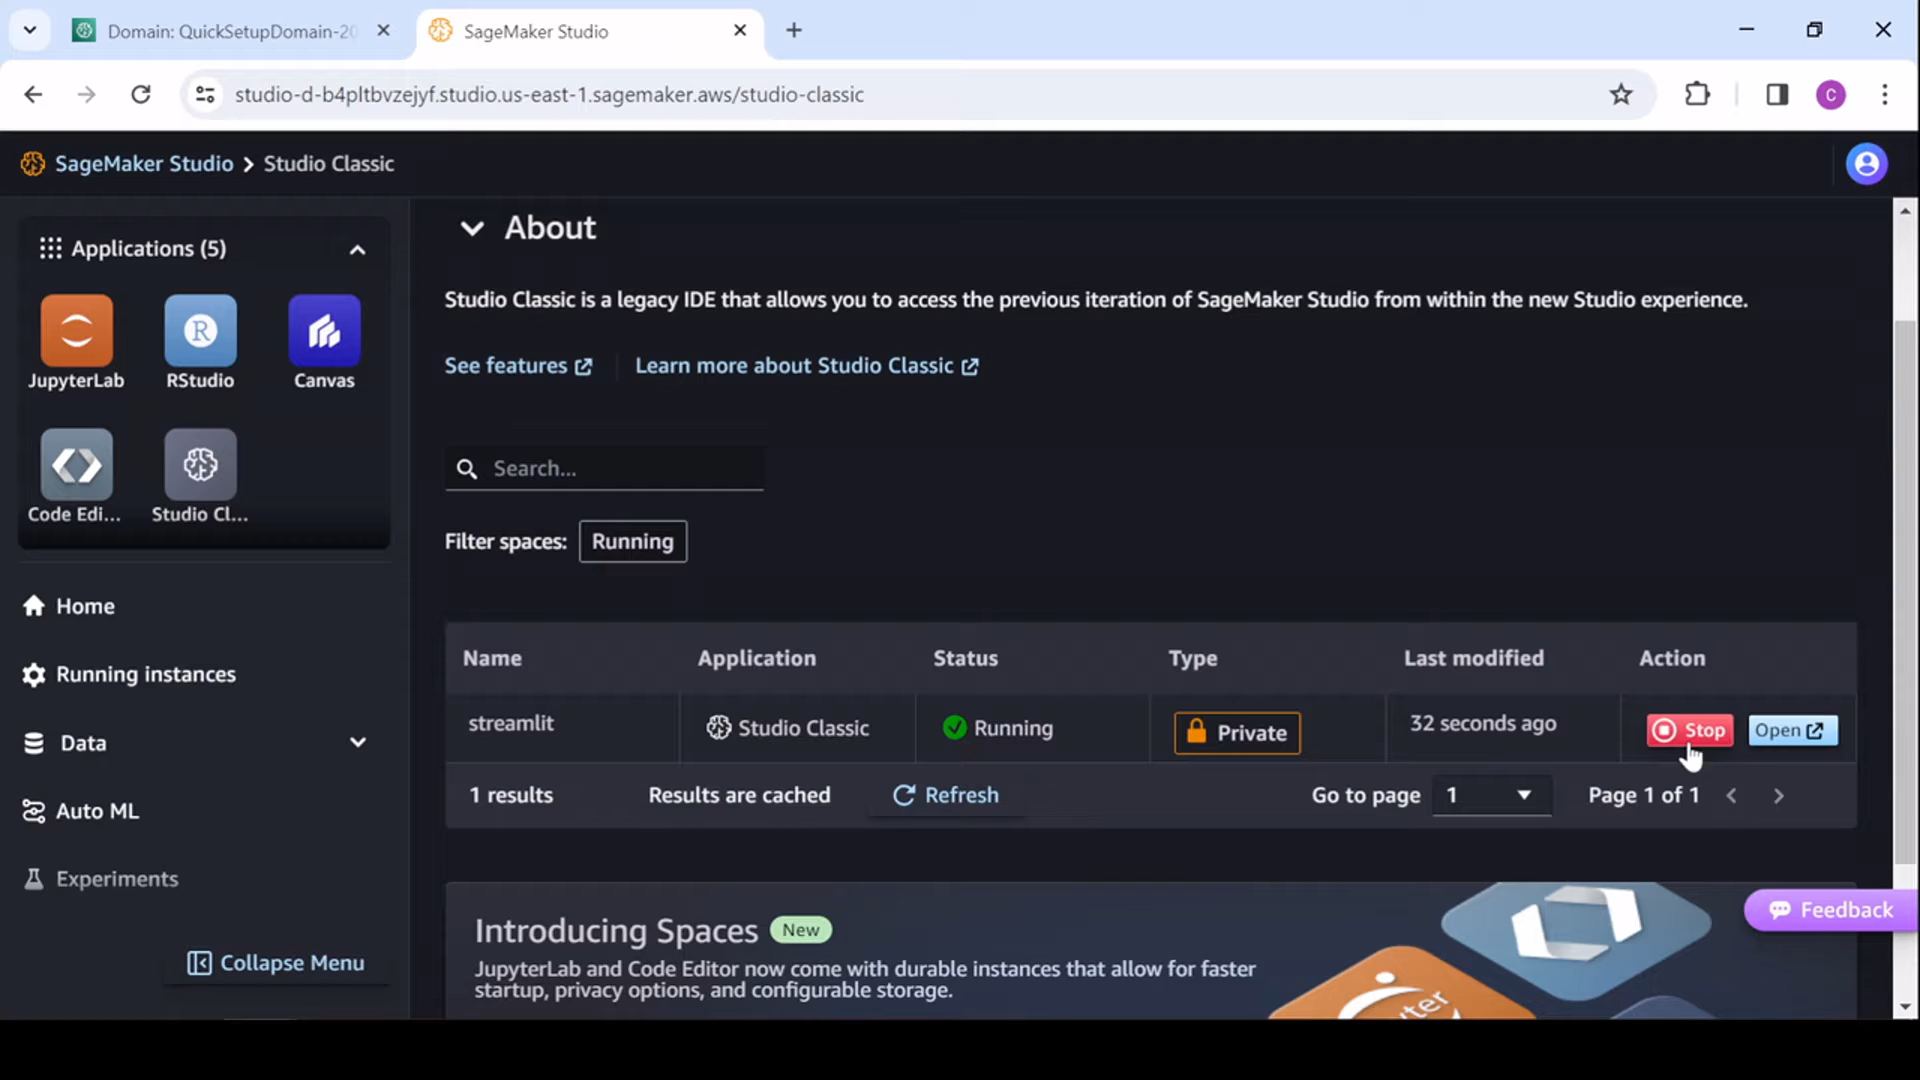 Domain: QuickSetupDomain-20
SageMaker Studio
studio-d-b4pltbvzejyf.studio.us-east-1.sagemaker.aws/studio-classic
C
SageMaker Studio > Studio Classic
Applications (5)
JupyterLab
RStudio
Canvas
Code Edi...
Studio Cl...
Home
Running instances
Data
Auto ML
Experiments
Collapse Menu
About
Studio Classic is a legacy IDE that allows you to access the previous iteration of SageMaker Studio from within the new Studio experience.
See features
Learn more about Studio Classic
Search...
Filter spaces: Running
Name Application Status Type Last modified Action
streamlit Studio Classic Running Private 32 seconds ago Stop Open
1 results Results are cached Refresh Go to page 1 Page 1 of 1
Introducing Spaces New
JupyterLab and Code Editor now come with durable instances that allow for faster
startup, privacy options, and configurable storage.
Feedback